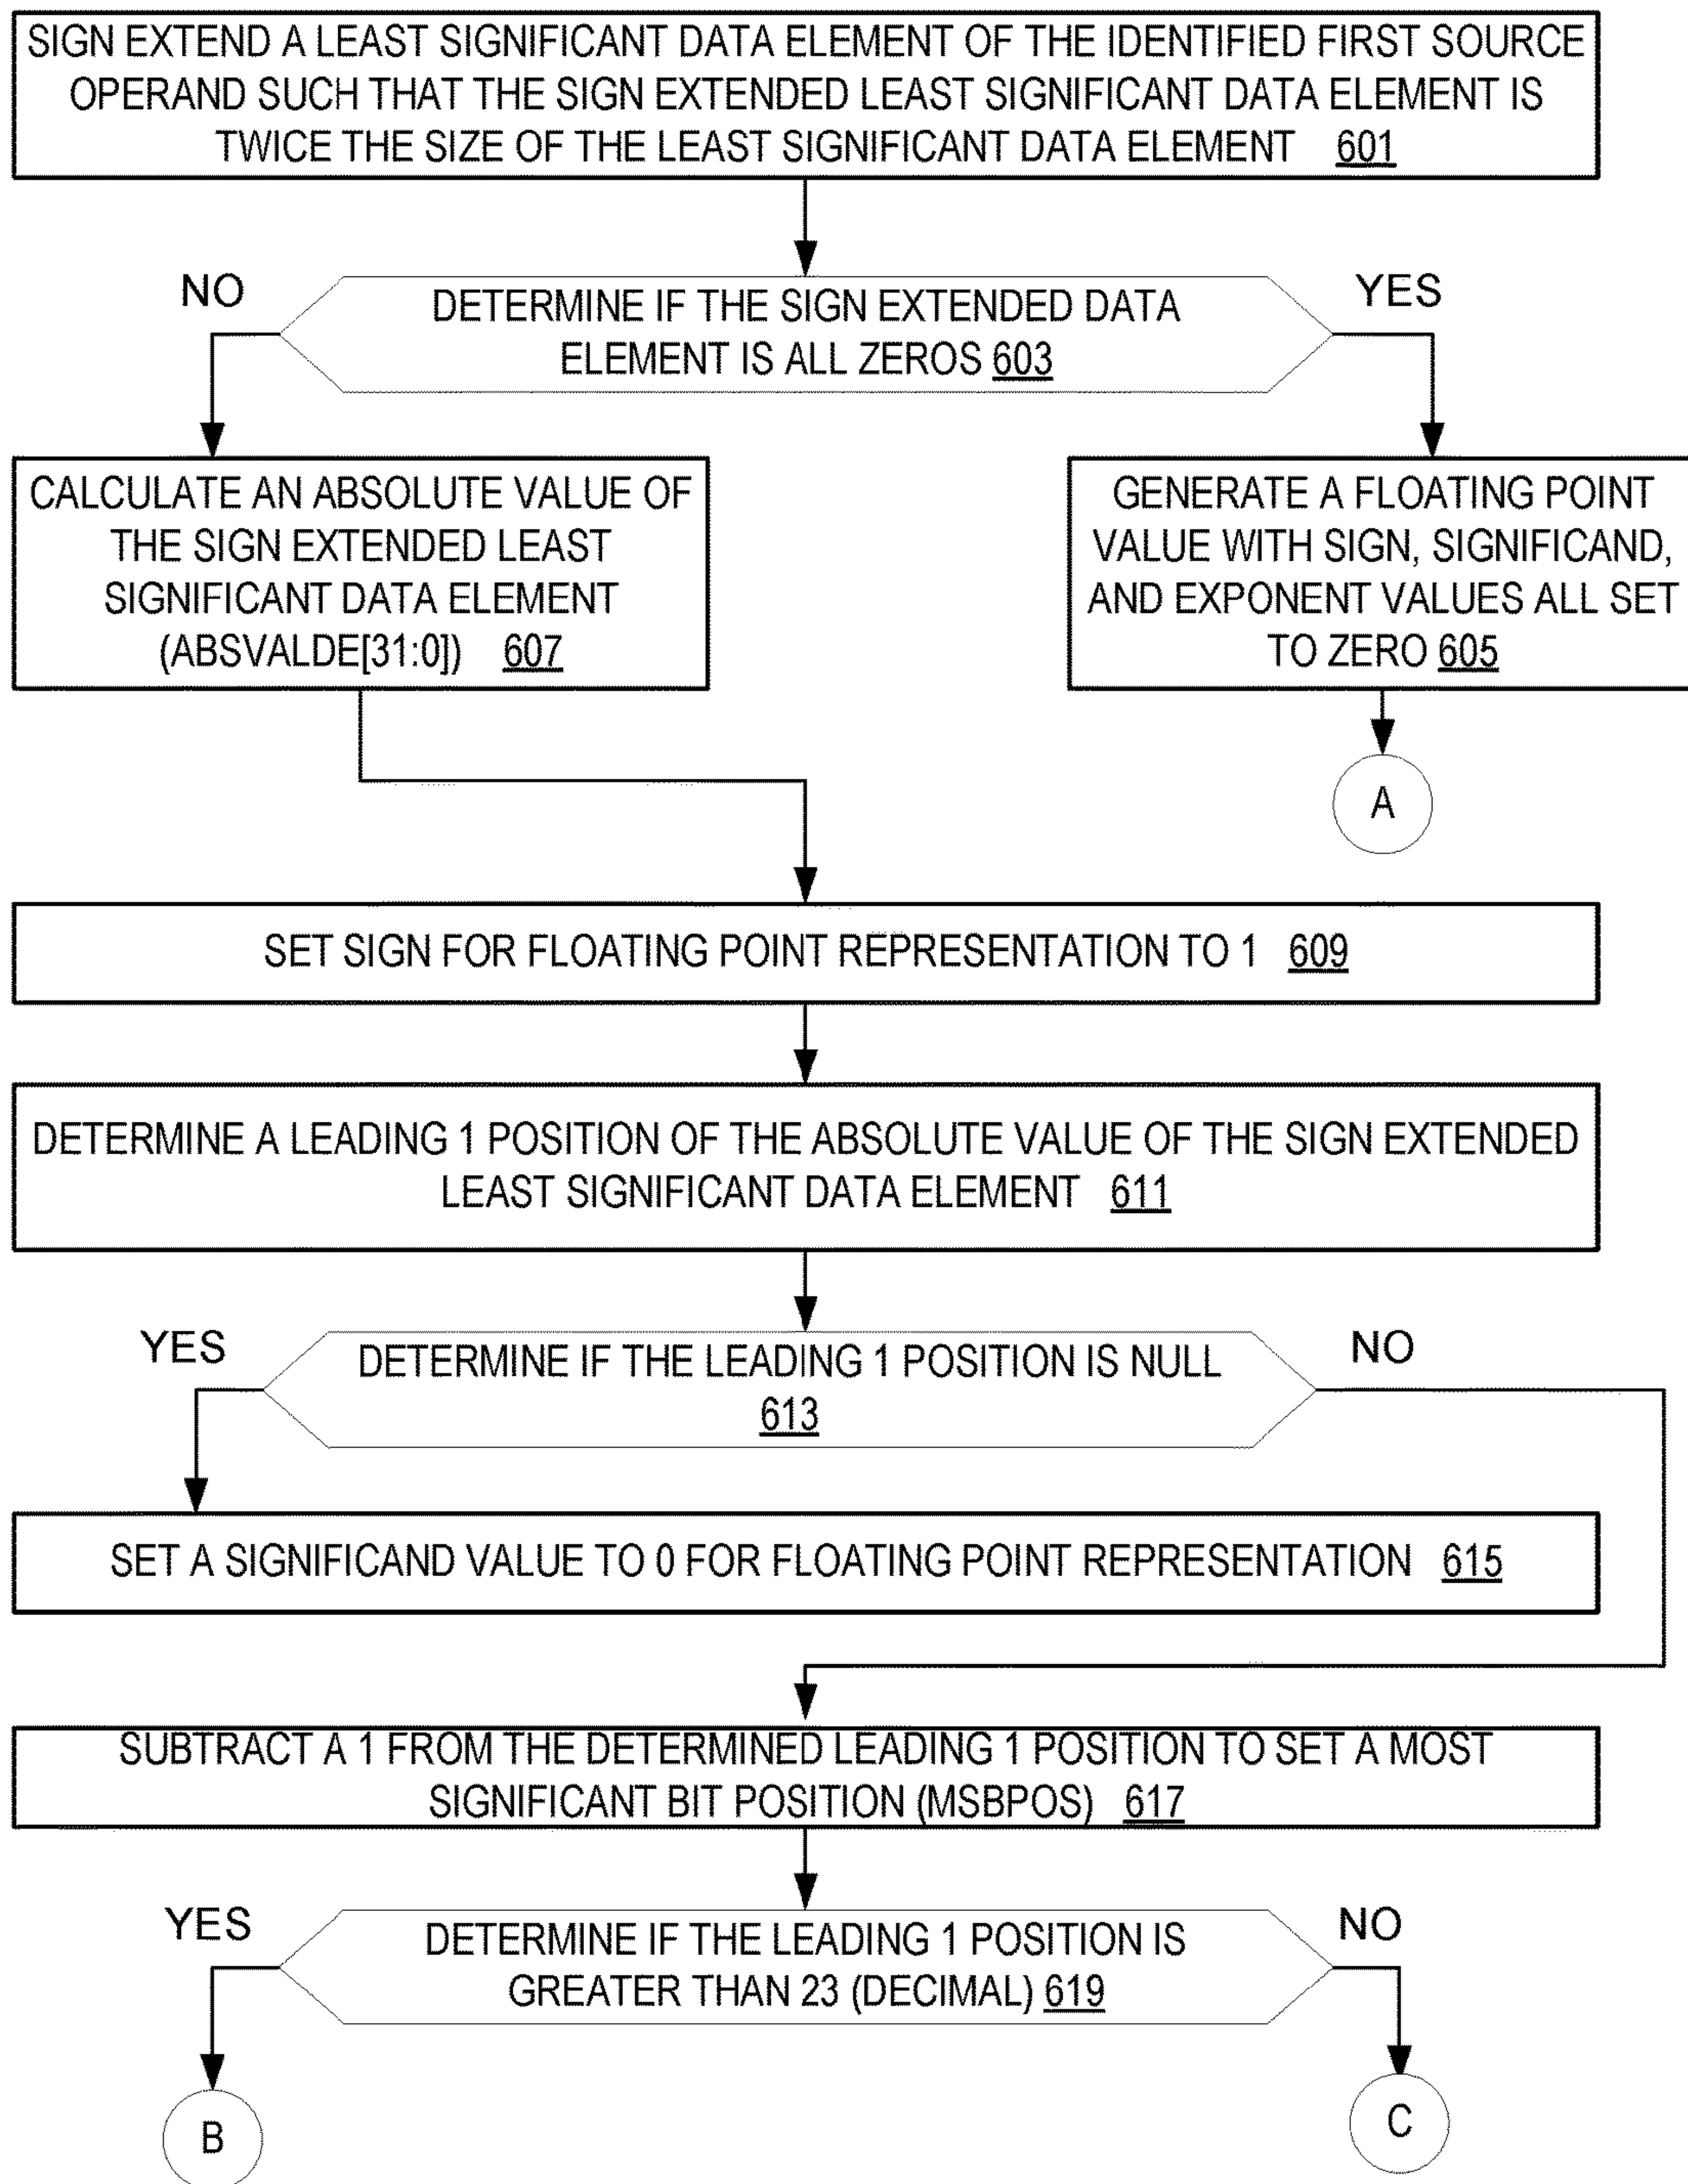 SIGN EXTEND A LEAST SIGNIFICANT DATA ELEMENT OF THE IDENTIFIED FIRST SOURCE
OPERAND SUCH THAT THE SIGN EXTENDED LEAST SIGNIFICANT DATA ELEMENT IS
TWICE THE SIZE OF THE LEAST SIGNIFICANT DATA ELEMENT 601
NO
YES
DETERMINE IF THE SIGN EXTENDED DATA
ELEMENT IS ALL ZEROS 603
CALCULATE AN ABSOLUTE VALUE OF
THE SIGN EXTENDED LEAST
SIGNIFICANT DATA ELEMENT
(ABSVALDE[31:0]) 607
GENERATE A FLOATING POINT
VALUE WITH SIGN, SIGNIFICAND,
AND EXPONENT VALUES ALL SET
TO ZERO 605
A
SET SIGN FOR FLOATING POINT REPRESENTATION TO 1 609
DETERMINE A LEADING 1 POSITION OF THE ABSOLUTE VALUE OF THE SIGN EXTENDED
LEAST SIGNIFICANT DATA ELEMENT 611
YES
NO
DETERMINE IF THE LEADING 1 POSITION IS NULL
613
SET A SIGNIFICAND VALUE TO 0 FOR FLOATING POINT REPRESENTATION 615
SUBTRACT A 1 FROM THE DETERMINED LEADING 1 POSITION TO SET A MOST
SIGNIFICANT BIT POSITION (MSBPOS) 617
YES
NO
DETERMINE IF THE LEADING 1 POSITION IS
GREATER THAN 23 (DECIMAL) 619
B
C